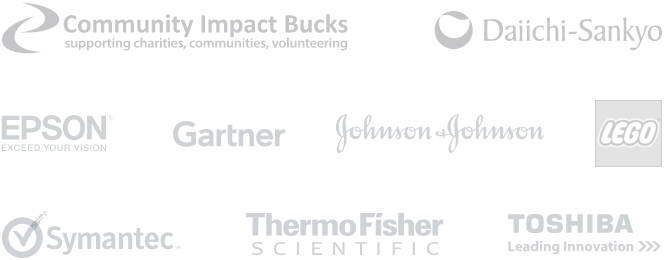 Community Impact Bucks
supporting charities, communities, volunteering
Daiichi-Sankyo
EPSON®
EXCEED YOUR VISION
Gartner
Johnson & Johnson
LEGO
Symantec™
ThermoFisher
SCIENTIFIC
TOSHIBA
Leading Innovation >>>